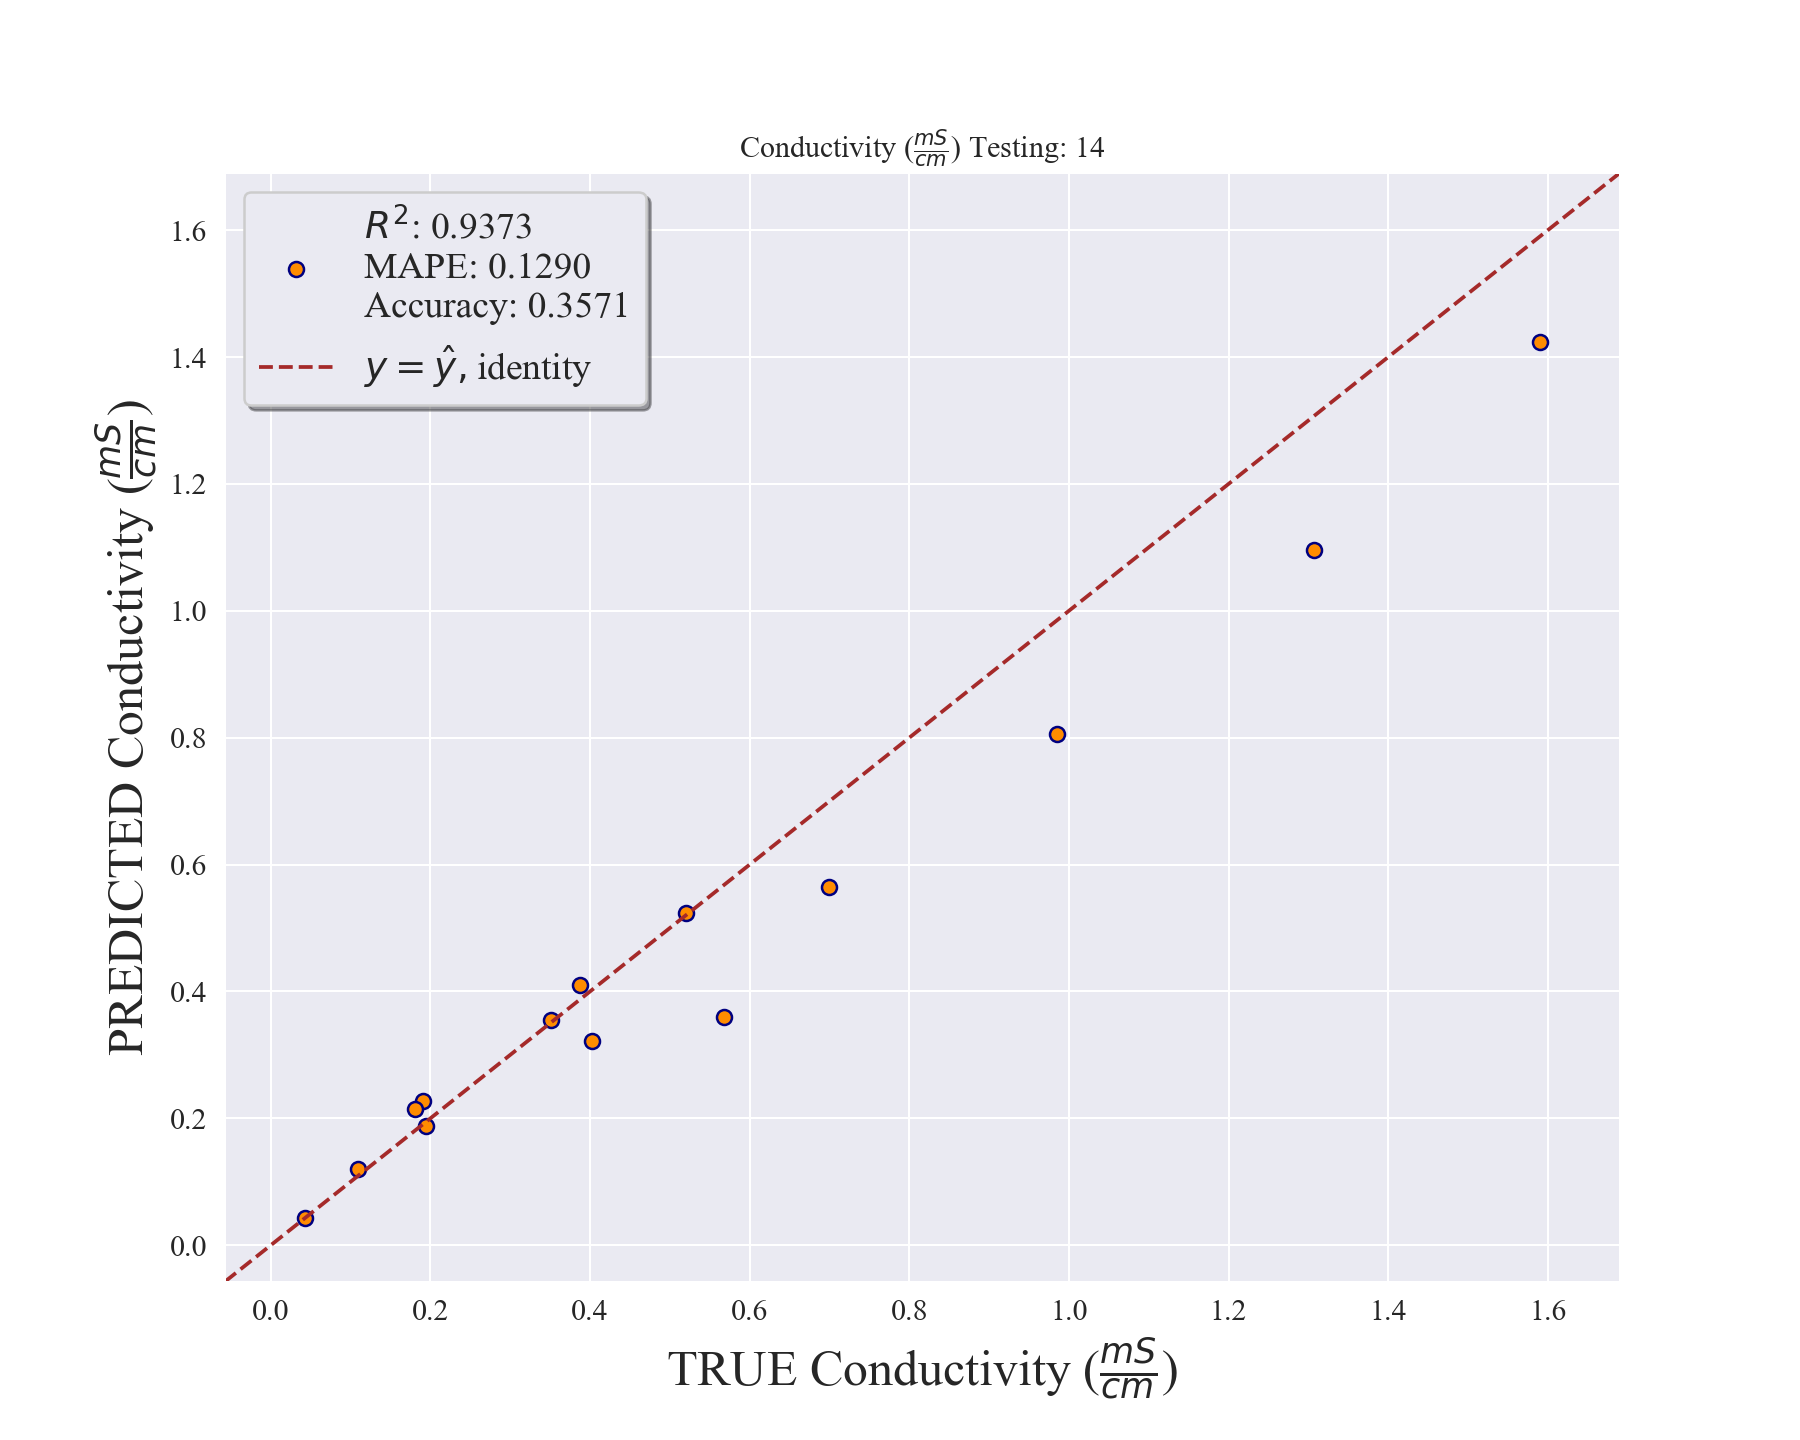 Conductivity (mS/cm) Testing: 14
R²: 0.9373
MAPE: 0.1290
Accuracy: 0.3571
y = ŷ, identity
PREDICTED Conductivity (mS/cm)
1.6
1.4
1.2
1.0
0.8
0.6
0.4
0.2
0.0
0.0 0.2 0.4 0.6 0.8 1.0 1.2 1.4 1.6
TRUE Conductivity (mS/cm)